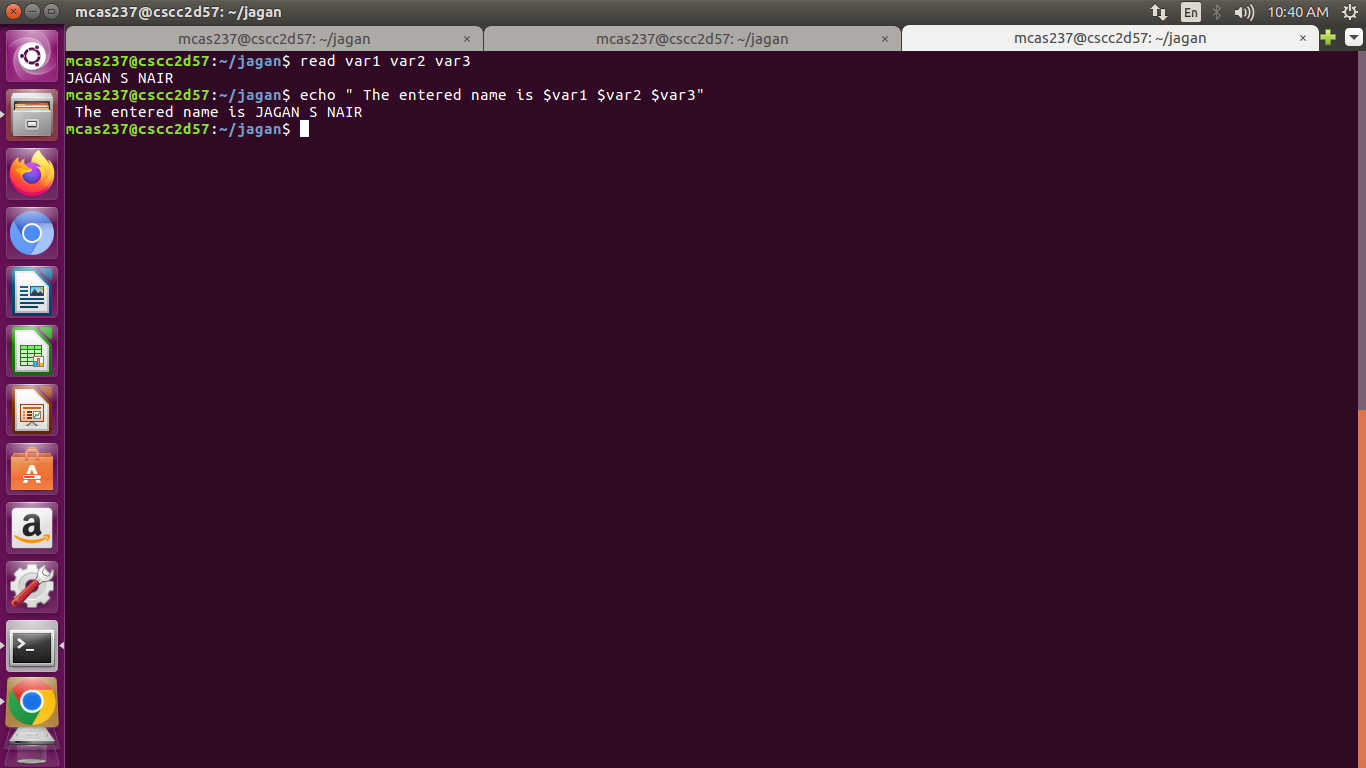 mcas237@cscc2d57: ~/jagan
En
10:40 AM
mcas237@cscc2d57: ~/jagan × mcas237@cscc2d57: ~/jagan × mcas237@cscc2d57: ~/jagan ×
mcas237@cscc2d57:~/jagan$ read var1 var2 var3
JAGAN S NAIR
mcas237@cscc2d57:~/jagan$ echo " The entered name is $var1 $var2 $var3"
 The entered name is JAGAN S NAIR
mcas237@cscc2d57:~/jagan$